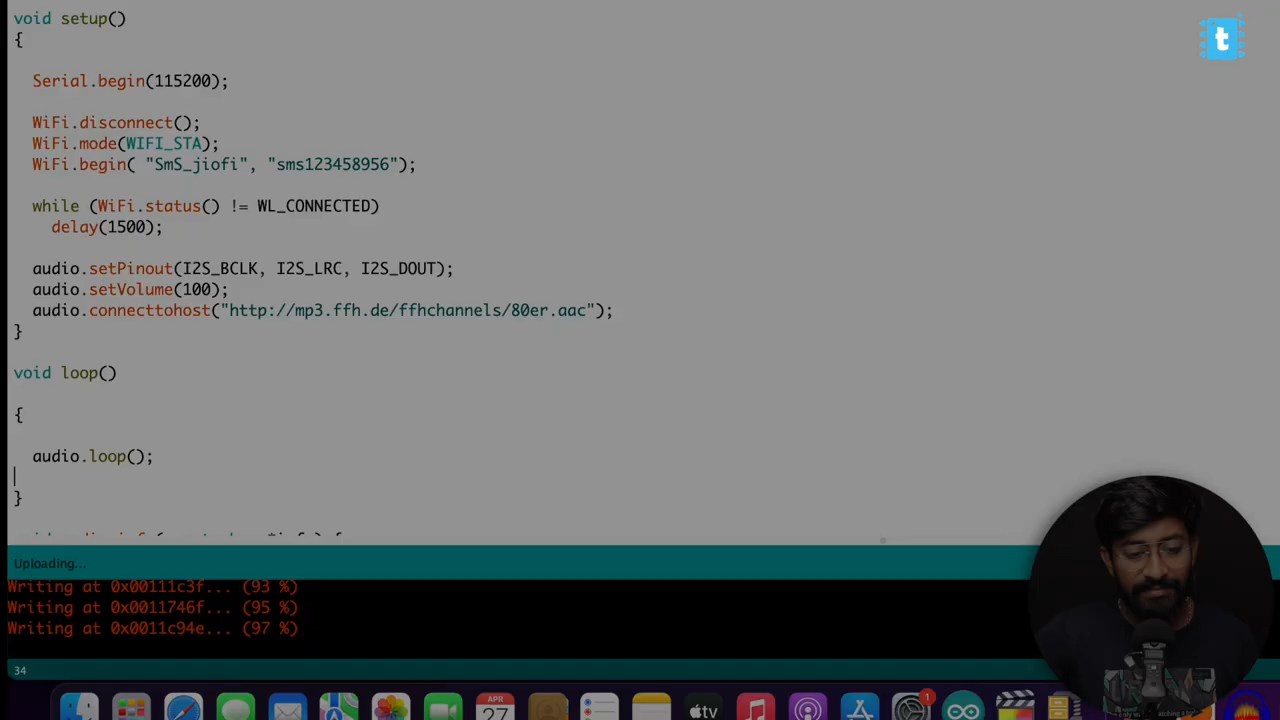 void setup()
{
Serial.begin(115200);
WiFi.disconnect();
WiFi.mode(WIFI_STA);
WiFi.begin( "SmS_jiofi", "sms123458956");
while (WiFi.status() != WL_CONNECTED)
delay(1500);
audio.setPinout(I2S_BCLK, I2S_LRC, I2S_DOUT);
audio.setVolume(100);
audio.connecttohost("http://mp3.ffh.de/ffhchannels/80er.aac");
}
void loop()
{
audio.loop();
}
Uploading...
Writing at 0x00111c3f... (93 %)
Writing at 0x0011746f... (95 %)
Writing at 0x0011c94e... (97 %)
34
t
APR
27
tv
1